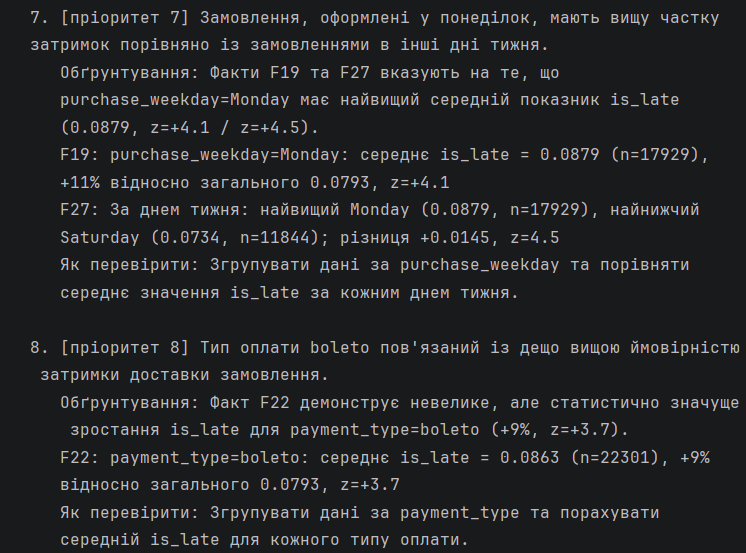 7. [пріоритет 7] Замовлення, оформлені у понеділок, мають вищу частку
затримок порівняно із замовленнями в інші дні тижня.
Обґрунтування: Факти F19 та F27 вказують на те, що
purchase_weekday=Monday має найвищий середній показник is_late
(0.0879, z=+4.1 / z=+4.5).
F19: purchase_weekday=Monday: середнє is_late = 0.0879 (n=17929),
+11% відносно загального 0.0793, z=+4.1
F27: За днем тижня: найвищий Monday (0.0879, n=17929), найнижчий
Saturday (0.0734, n=11844); різниця +0.0145, z=4.5
Як перевірити: Згрупувати дані за purchase_weekday та порівняти
середнє значення is_late за кожним днем тижня.
8. [пріоритет 8] Тип оплати boleto пов'язаний із дещо вищою ймовірністю
затримки доставки замовлення.
Обґрунтування: Факт F22 демонструє невелике, але статистично значуще
зростання is_late для payment_type=boleto (+9%, z=+3.7).
F22: payment_type=boleto: середнє is_late = 0.0863 (n=22301), +9%
відносно загального 0.0793, z=+3.7
Як перевірити: Згрупувати дані за payment_type та порахувати
середній is_late для кожного типу оплати.